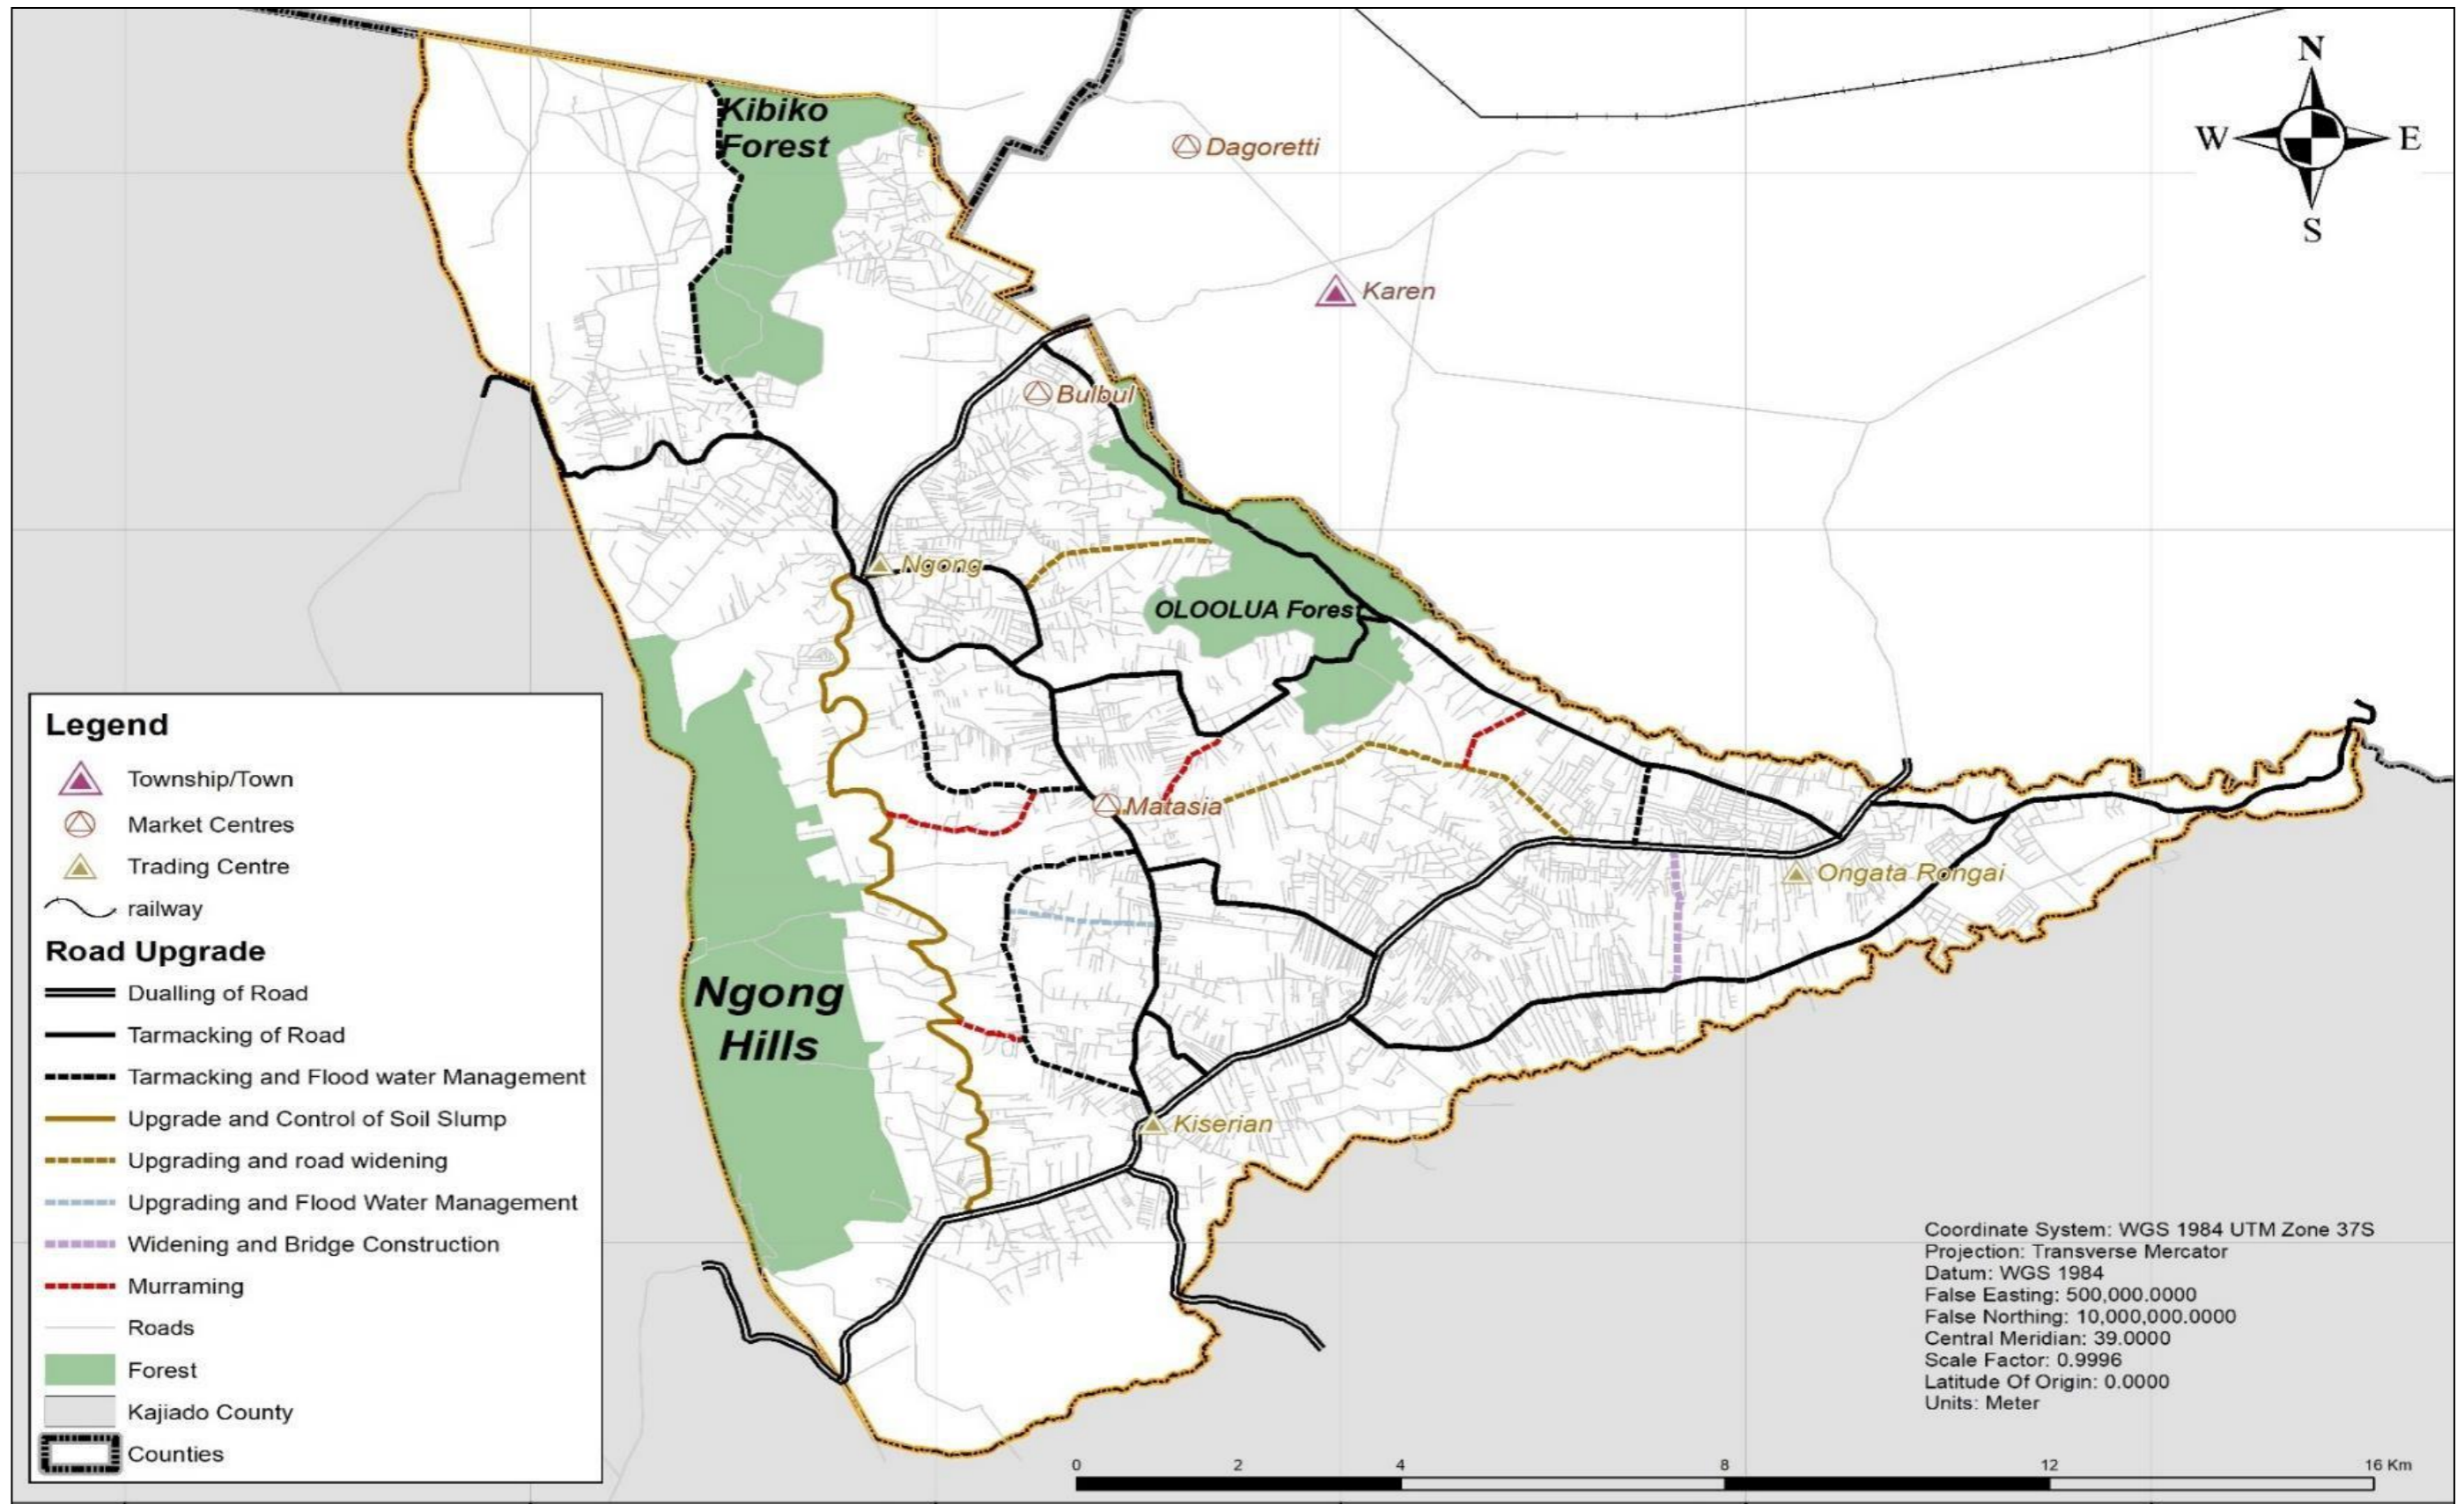 N
W E
S
Kibiko
Forest
Dagoretti
Karen
Bulbul
Ngong
OLOOLUA Forest
Matasia
Ongata Rongai
Ngong
Hills
Kiserian
Legend
Township/Town
Market Centres
Trading Centre
railway
Road Upgrade
Dualling of Road
Tarmacking of Road
Tarmacking and Flood water Management
Upgrade and Control of Soil Slump
Upgrading and road widening
Upgrading and Flood Water Management
Widening and Bridge Construction
Murraming
Roads
Forest
Kajiado County
Counties
Coordinate System: WGS 1984 UTM Zone 37S
Projection: Transverse Mercator
Datum: WGS 1984
False Easting: 500,000.0000
False Northing: 10,000,000.0000
Central Meridian: 39.0000
Scale Factor: 0.9996
Latitude Of Origin: 0.0000
Units: Meter
0 2 4 8 12 16 Km